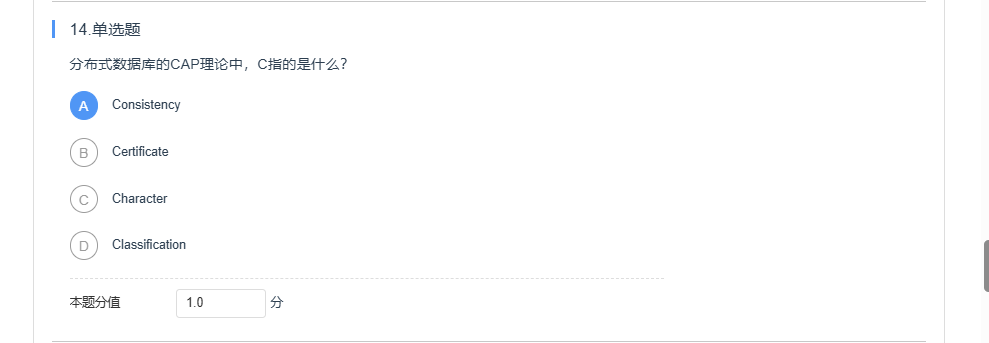 14.单选题
分布式数据库的CAP理论中，C指的是什么？
A Consistency
B Certificate
C Character
D Classification
本题分值 1.0 分